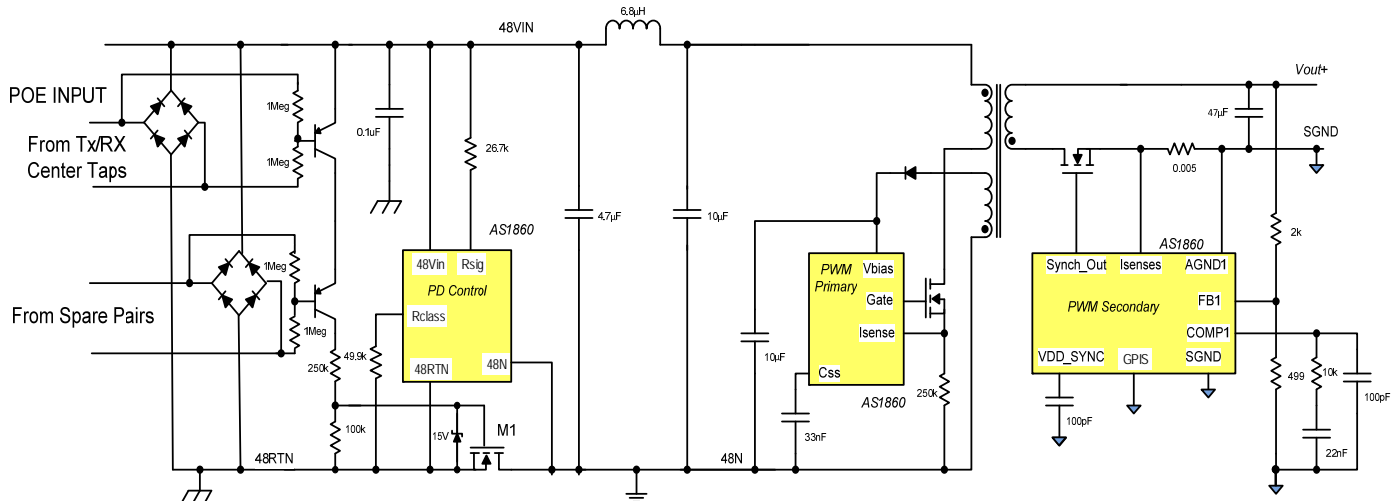 6.8µH
48VIN
POE INPUT
From Tx/RX
Center Taps
1Meg
1Meg
0.1uF
26.7k
4.7µF
10µF
Vout+
47µF
SGND
0.005
2k
AS1860
48Vin
Rsig
PD Control
Rclass
48RTN
48N
1Meg
1Meg
From Spare Pairs
250k
49.9k
100k
15V
M1
48RTN
48N
PWM
Primary
Vbias
Gate
Isense
Css
AS1860
10µF
33nF
250k
AS1860
Synch_Out
Isenses
AGND1
PWM Secondary
FB1
COMP1
VDD_SYNC
GPIS
SGND
100pF
499
10k
100pF
22nF